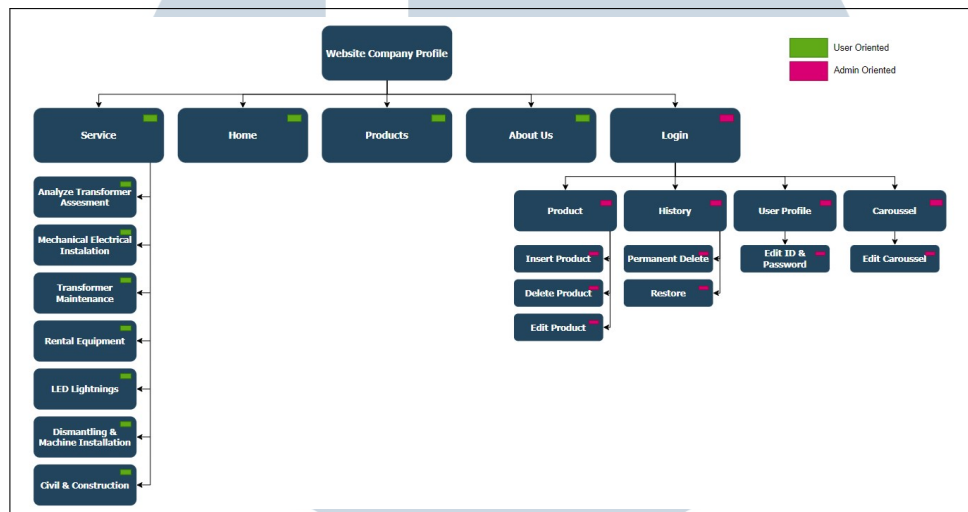 Website Company Profile
User Oriented
Admin Oriented
Service
Home
Products
About Us
Login
Analyze Transformer
Assesment
Mechanical Electrical
Instalation
Transformer
Maintenance
Rental Equipment
LED Lightnings
Dismantling &
Machine Installation
Civil & Construction
Product
History
User Profile
Caroussel
Insert Product
Delete Product
Edit Product
Permanent Delete
Restore
Edit ID &
Password
Edit Caroussel